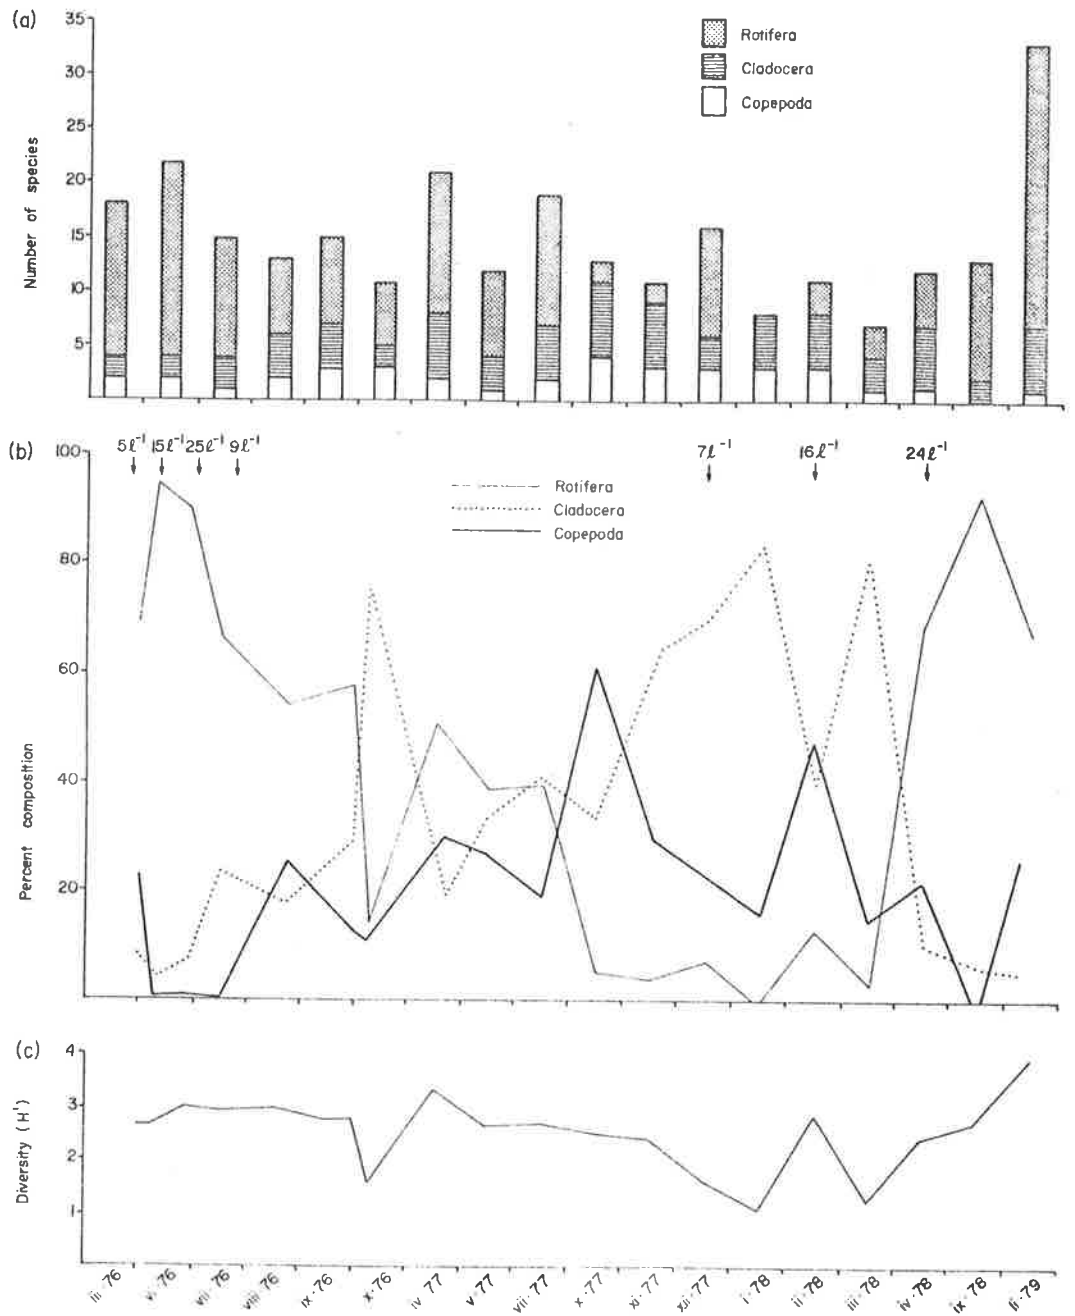 (a)
35
30
25
20
15
10
5
Number of species
Rotifera
Cladocera
Copepoda
(b)
100
80
60
40
20
Percent composition
5ℓ⁻¹ 15ℓ⁻¹ 25ℓ⁻¹ 9ℓ⁻¹ 7ℓ⁻¹ 16ℓ⁻¹ 24ℓ⁻¹
Rotifera
Cladocera
Copepoda
(c)
4
3
2
1
Diversity (H')
iii·76 vi·76 vii·76 viii·76 ix·76 x·76 iv·77 v·77 vii·77 x·77 xi·77 xii·77 i·78 ii·78 iii·78 iv·78 ix·78